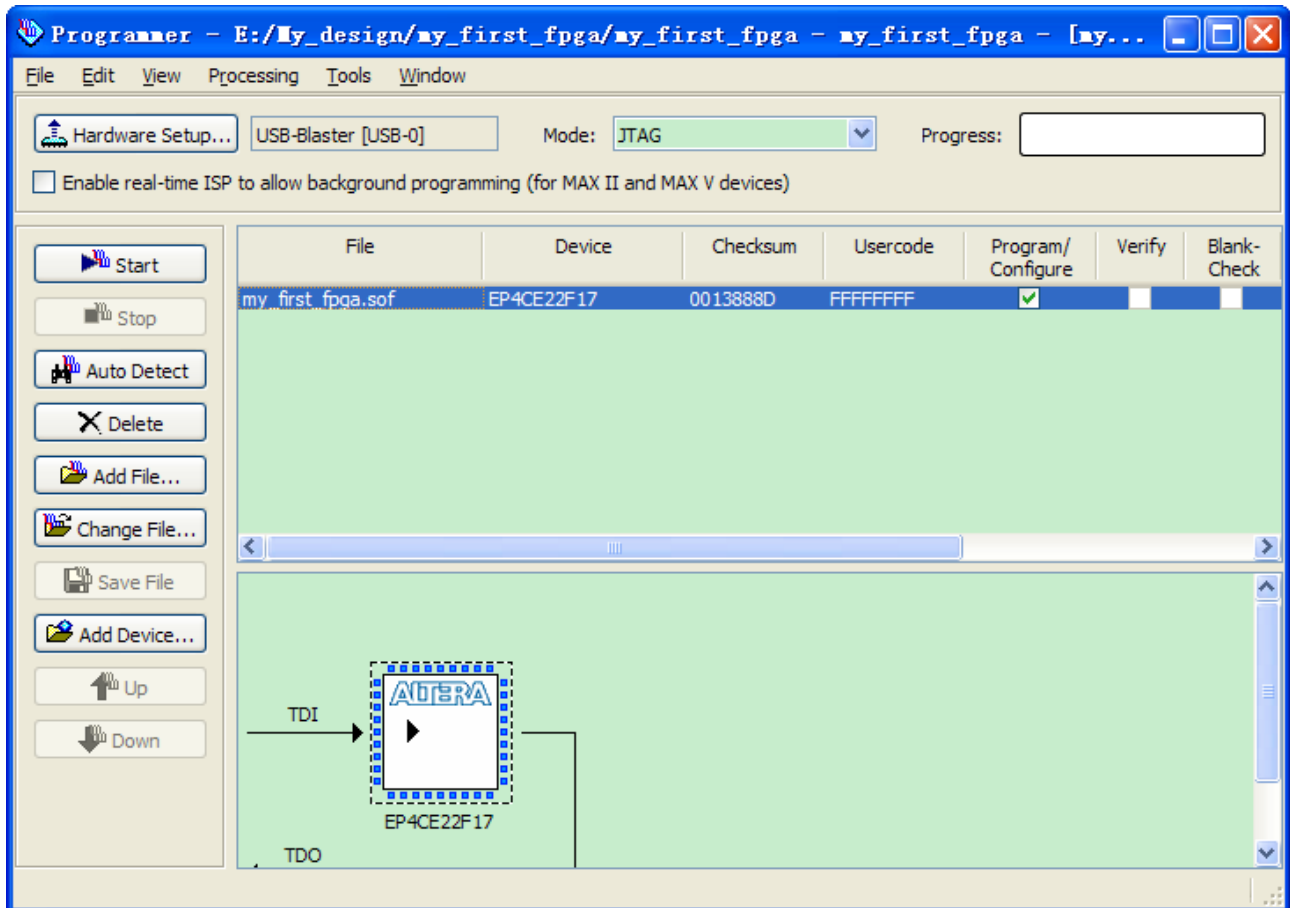 Programmer - E:/My_design/my_first_fpga/my_first_fpga - my_first_fpga - [my...
File Edit View Processing Tools Window
Hardware Setup... USB-Blaster [USB-0] Mode: JTAG Progress:
Enable real-time ISP to allow background programming (for MAX II and MAX V devices)
File Device Checksum Usercode Program/ Verify Blank-
Configure Check
my_first_fpga.sof EP4CE22F17 0013888D FFFFFFFF
Start
Stop
Auto Detect
Delete
Add File...
Change File...
Save File
Add Device...
Up
Down
ALTERA
TDI
EP4CE22F17
TDO